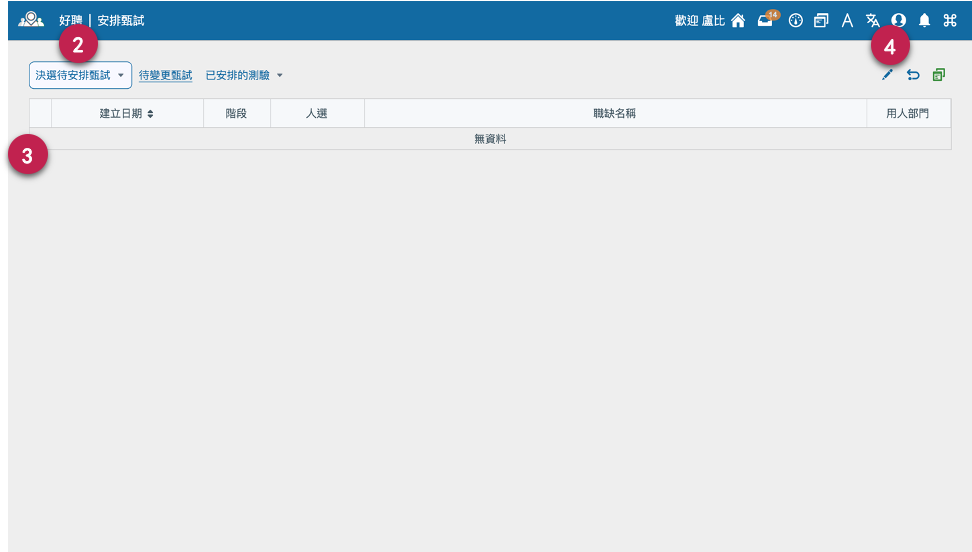 好聘 | 安排甄試 歡迎 盧比 14 A
2 4
決選待安排甄試 待變更甄試 已安排的測驗
建立日期 階段 人選 職缺名稱 用人部門
無資料
3